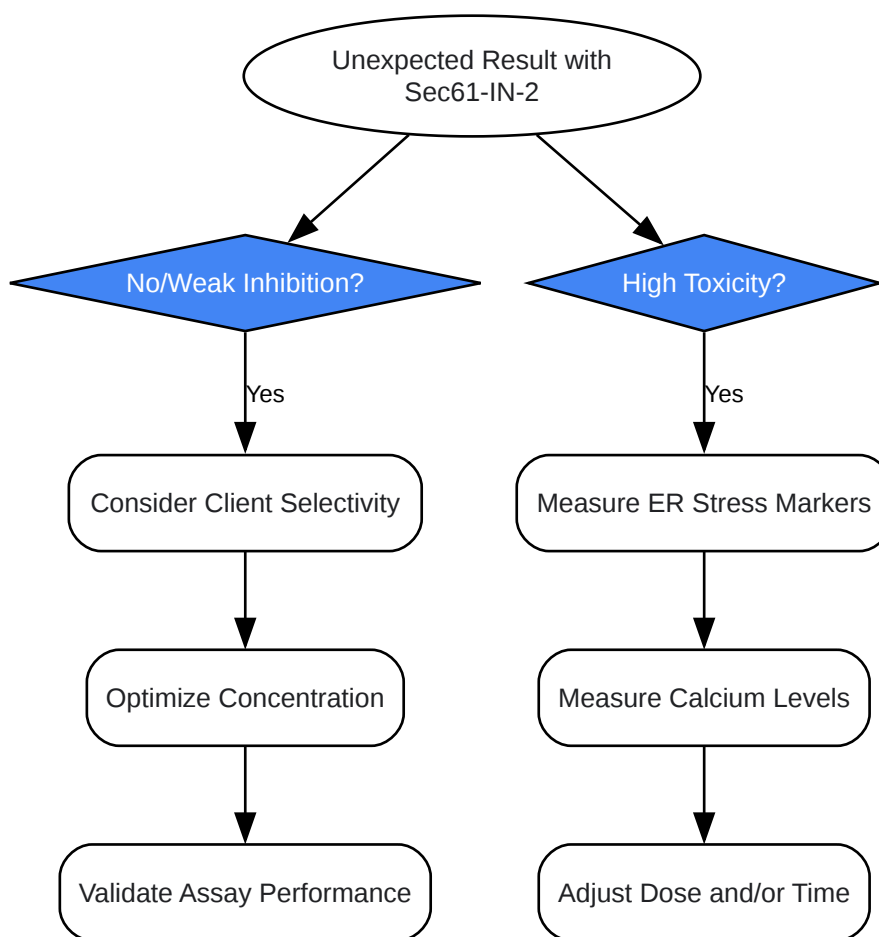 Unexpected Result with
Sec61-IN-2
No/Weak Inhibition?
High Toxicity?
Yes
Yes
Consider Client Selectivity
Measure ER Stress Markers
Optimize Concentration
Measure Calcium Levels
Validate Assay Performance
Adjust Dose and/or Time